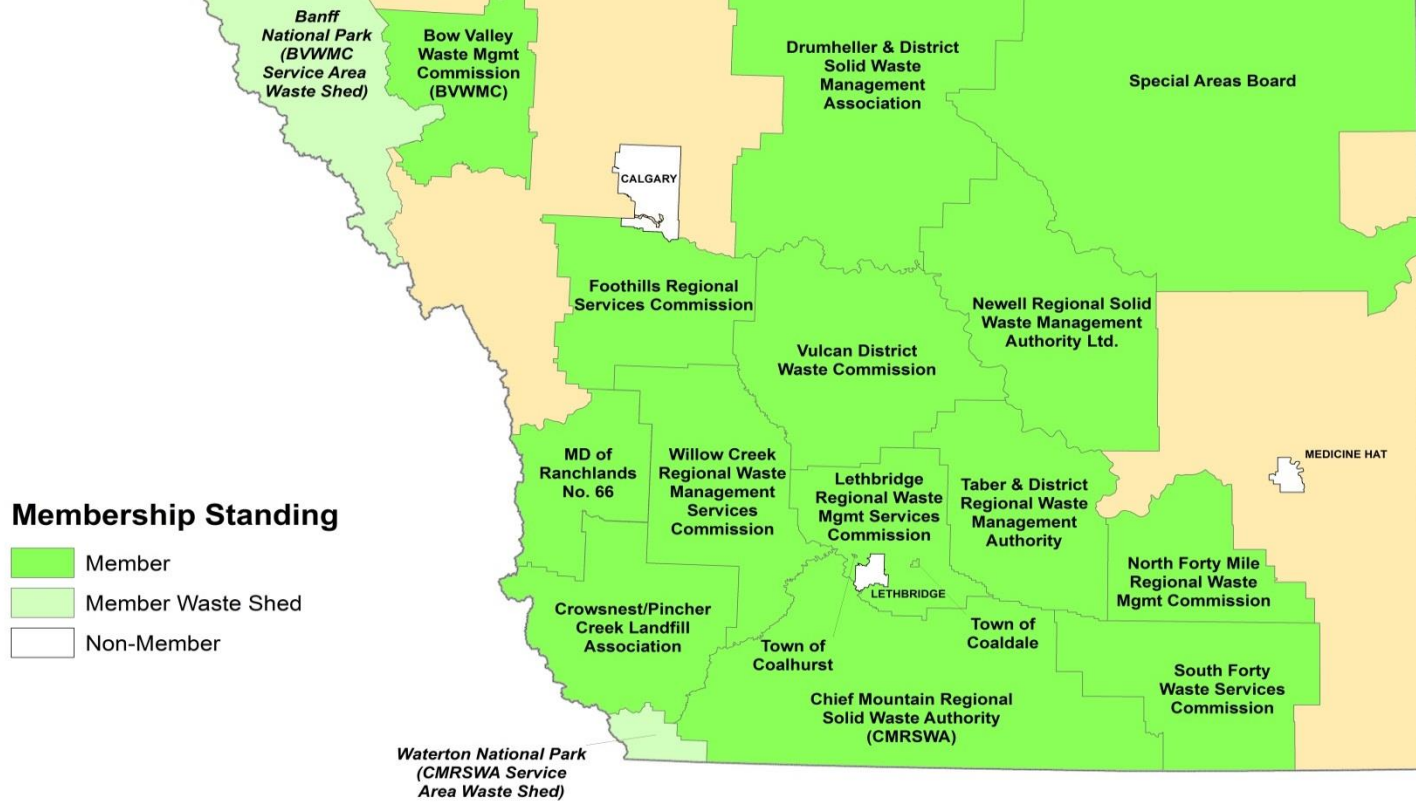 Banff
National Park
(BVWMC
Service Area
Waste Shed)
Bow Valley
Waste Mgmt
Commission
(BVWMC)
Drumheller & District
Solid Waste
Management
Association
Special Areas Board
CALGARY
Foothills Regional
Services Commission
Newell Regional Solid
Waste Management
Authority Ltd.
Vulcan District
Waste Commission
MD of
Ranchlands
No. 66
Willow Creek
Regional Waste
Management
Services
Commission
Lethbridge
Regional Waste
Mgmt Services
Commission
Taber & District
Regional Waste
Management
Authority
MEDICINE HAT
North Forty Mile
Regional Waste
Mgmt Commission
LETHBRIDGE
Crowsnest/Pincher
Creek Landfill
Association
Town of
Coalhurst
Town of
Coaldale
South Forty
Waste Services
Commission
Chief Mountain Regional
Solid Waste Authority
(CMRSWA)
Waterton National Park
(CMRSWA Service
Area Waste Shed)
Membership Standing
Member
Member Waste Shed
Non-Member